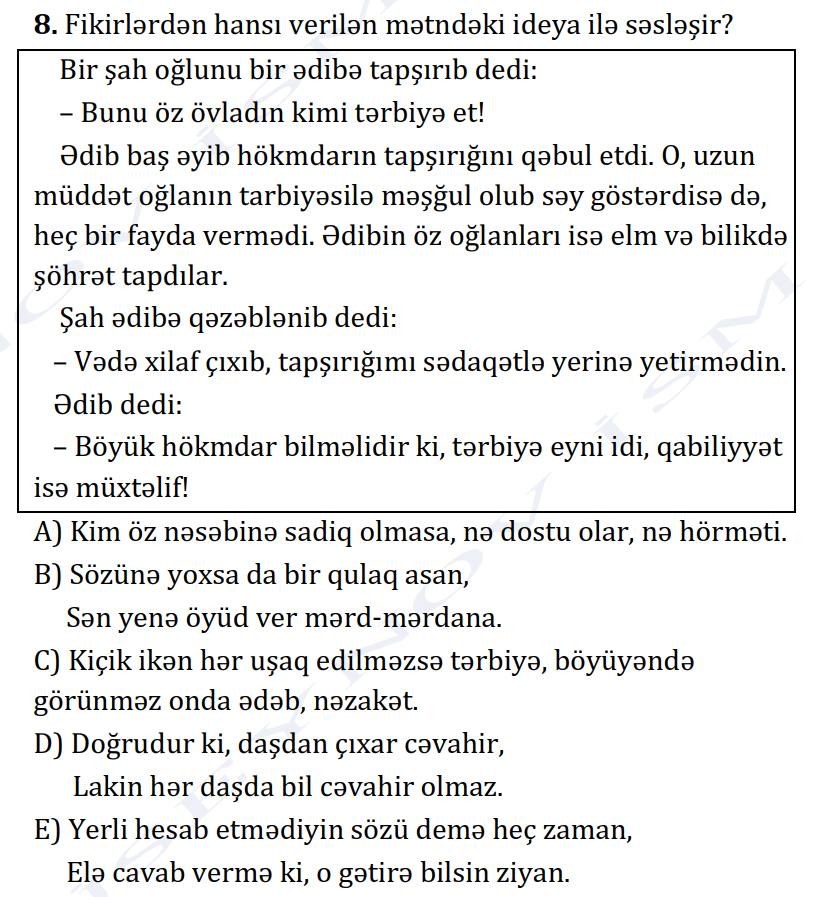 8. Fikirlərdən hansı verilən mətndəki ideya ilə səsləşir?
Bir şah oğlunu bir ədibə tapşırıb dedi:
– Bunu öz övladın kimi tərbiyə et!
Ədib baş əyib hökmdarın tapşırığını qəbul etdi. O, uzun
müddət oğlanın tarbiyəsilə məşğul olub səy göstərdisə də,
heç bir fayda vermədi. Ədibin öz oğlanları isə elm və bilikdə
şöhrət tapdılar.
Şah ədibə qəzəblənib dedi:
– Vədə xilaf çıxıb, tapşırığımı sədaqətlə yerinə yetirmədin.
Ədib dedi:
– Böyük hökmdar bilməlidir ki, tərbiyə eyni idi, qabiliyyət
isə müxtəlif!
A) Kim öz nəsəbinə sadiq olmasa, nə dostu olar, nə hörməti.
B) Sözünə yoxsa da bir qulaq asan,
Sən yenə öyüd ver mərd-mərdana.
C) Kiçik ikən hər uşaq edilməzsə tərbiyə, böyüyəndə
görünməz onda ədəb, nəzakət.
D) Doğrudur ki, daşdan çıxar cəvahir,
Lakin hər daşda bil cəvahir olmaz.
E) Yerli hesab etmədiyin sözü demə heç zaman,
Elə cavab vermə ki, o gətirə bilsin ziyan.